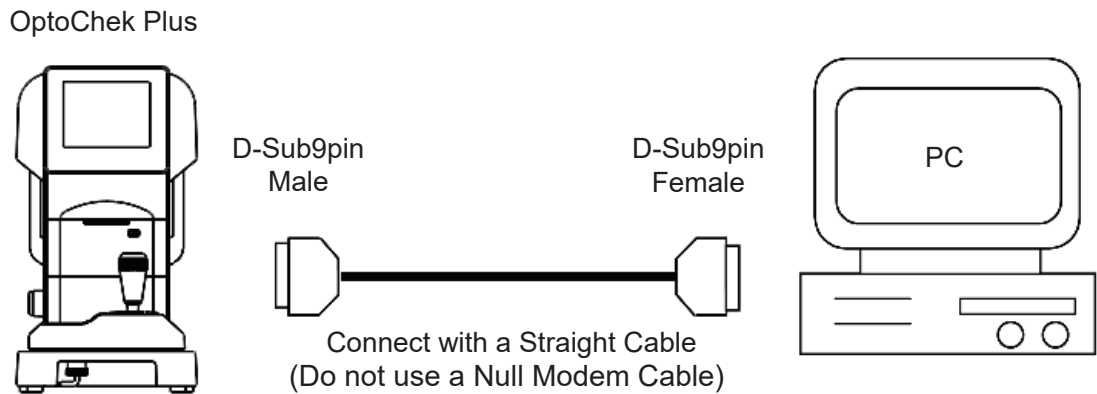 OptoChek Plus
D-Sub9pin
Male
D-Sub9pin
Female
PC
Connect with a Straight Cable
(Do not use a Null Modem Cable)